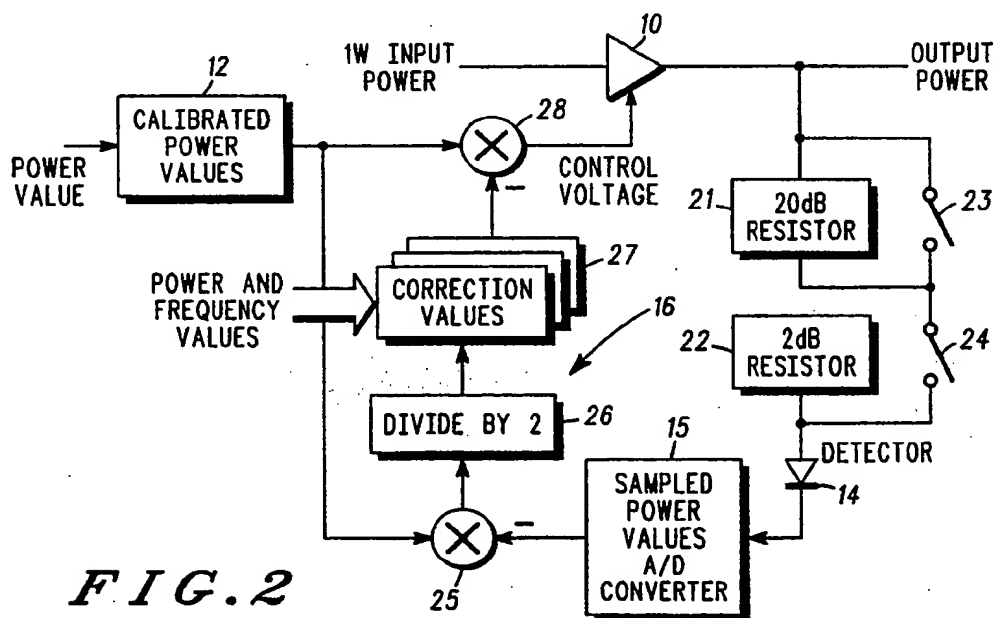 10
1W INPUT
POWER
OUTPUT
POWER
12
CALIBRATED
POWER
VALUES
POWER
VALUE
28
CONTROL
VOLTAGE
21
20dB
RESISTOR
23
POWER AND
FREQUENCY
VALUES
CORRECTION
VALUES
27
16
22
2dB
RESISTOR
24
DIVIDE BY 2
26
15
DETECTOR
14
SAMPLED
POWER
VALUES
A/D
CONVERTER
25
FIG.2